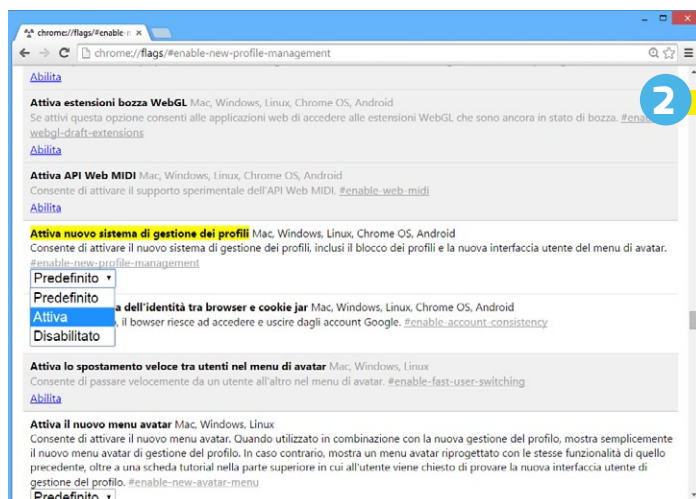 chrome://flags/#enable-n
chrome://flags/#enable-new-profile-management
Abilita
2
Attiva estensioni bozza WebGL Mac, Windows, Linux, Chrome OS, Android
Se attivi questa opzione consenti alle applicazioni web di accedere alle estensioni WebGL che sono ancora in stato di bozza.
webgl-draft-extensions
Abilita
Attiva API Web MIDI Mac, Windows, Linux, Chrome OS, Android
Consente di attivare il supporto sperimentale dell'API Web MIDI. #enable-web-midi
Abilita
Attiva nuovo sistema di gestione dei profili Mac, Windows, Linux, Chrome OS, Android
Consente di attivare il nuovo sistema di gestione dei profili, inclusi il blocco dei profili e la nuova interfaccia utente del menu di avatar.
#enable-new-profile-management
Predefinito
Predefinito
Attiva
Disabilitato
a dell'identità tra browser e cookie jar Mac, Windows, Linux, Chrome OS, Android
, il bowser riesce ad accedere e uscire dagli account Google. #enable-account-consistency
Attiva lo spostamento veloce tra utenti nel menu di avatar Mac, Windows, Linux
Consente di passare velocemente da un utente all'altro nel menu di avatar. #enable-fast-user-switching
Abilita
Attiva il nuovo menu avatar Mac, Windows, Linux
Consente di attivare il nuovo menu avatar. Quando utilizzato in combinazione con la nuova gestione del profilo, mostra semplicemente
il nuovo menu avatar di gestione del profilo. In caso contrario, mostra un menu avatar riprogettato con le stesse funzionalità di quello
precedente, oltre a una scheda tutorial nella parte superiore in cui all'utente viene chiesto di provare la nuova interfaccia utente di
gestione del profilo. #enable-new-avatar-menu
Predefinito